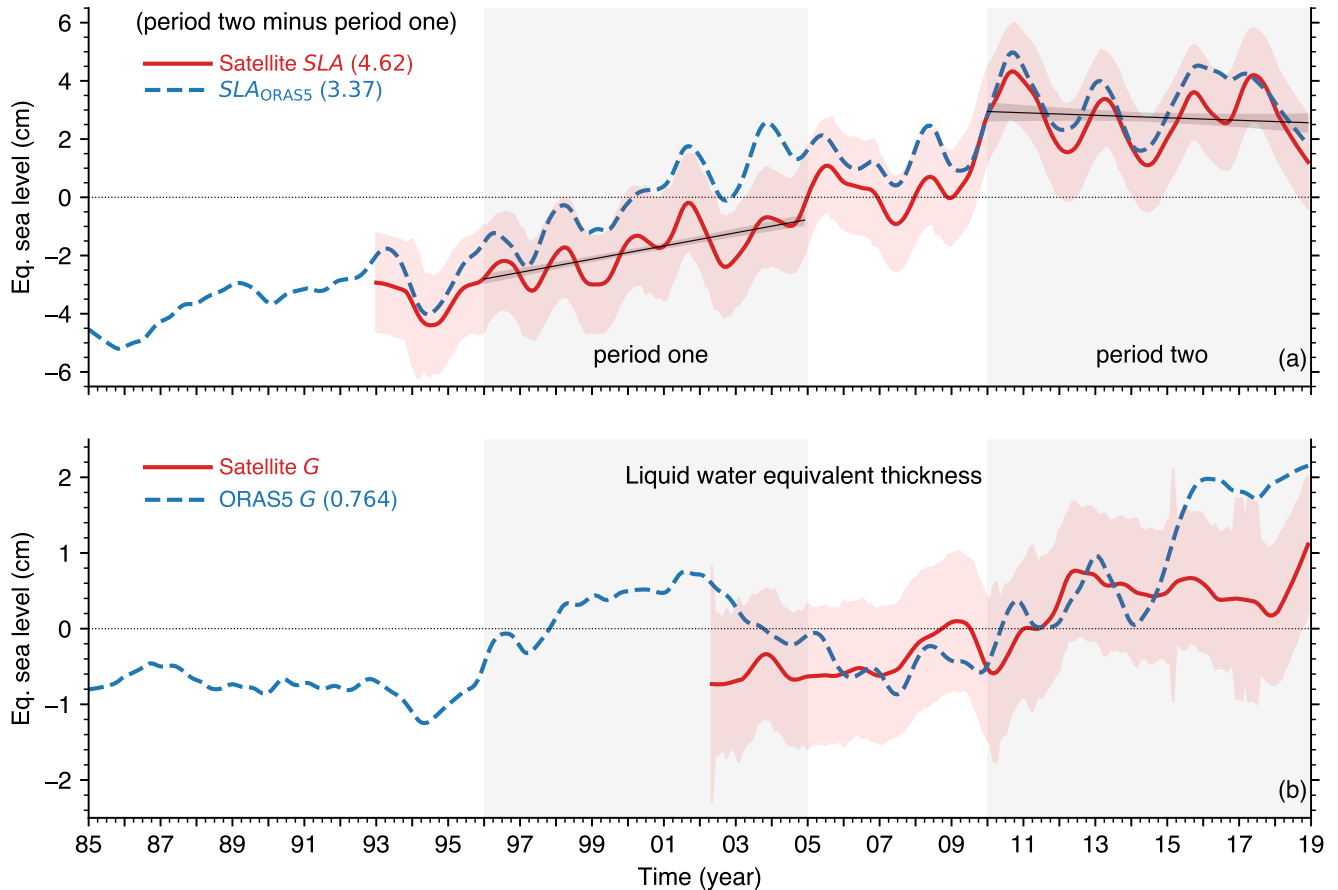 (period two minus period one)
Satellite SLA (4.62)
SLA_ORAS5 (3.37)
Eq. sea level (cm)
6
4
2
0
−2
−4
−6
period one
period two
(a)
Satellite G
ORAS5 G (0.764)
Liquid water equivalent thickness
Eq. sea level (cm)
2
1
0
−1
−2
(b)
85 87 89 91 93 95 97 99 01 03 05 07 09 11 13 15 17 19
Time (year)